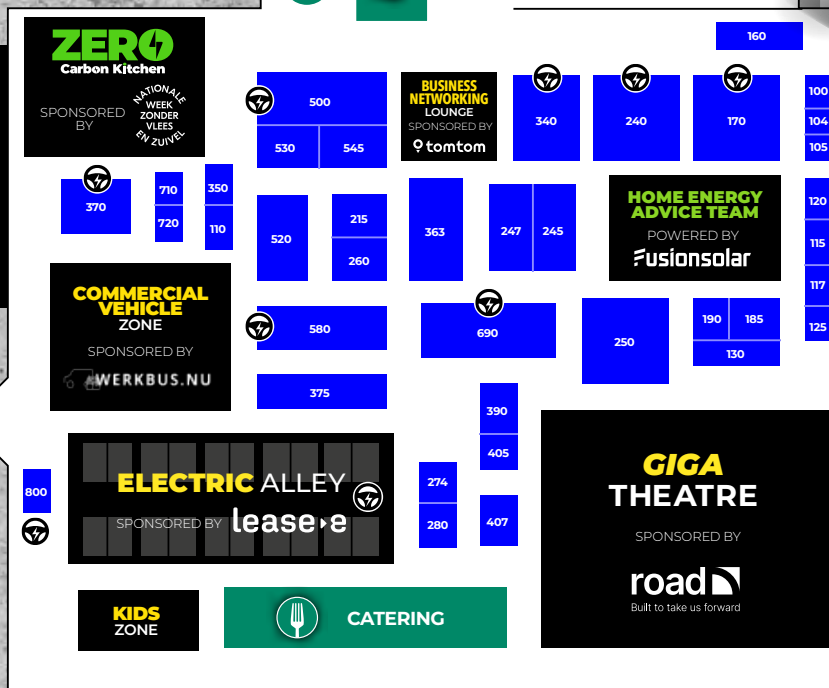 160
ZERO
Carbon Kitchen
SPONSORED
BY
NATIONALE
WEEK
ZONDER
VLEES
EN ZUIVEL
500
530
545
BUSINESS
NETWORKING
LOUNGE
SPONSORED BY
tomtom
340
240
170
100
104
105
370
710
720
350
110
520
215
260
363
247
245
HOME ENERGY
ADVICE TEAM
POWERED BY
Fusionsolar
120
115
117
125
COMMERCIAL
VEHICLE
ZONE
SPONSORED BY
WERKBUS.NU
580
375
690
250
190
185
130
390
405
407
274
280
800
ELECTRIC ALLEY
SPONSORED BY lease•e
GIGA
THEATRE
SPONSORED BY
road
Built to take us forward
KIDS
ZONE
CATERING